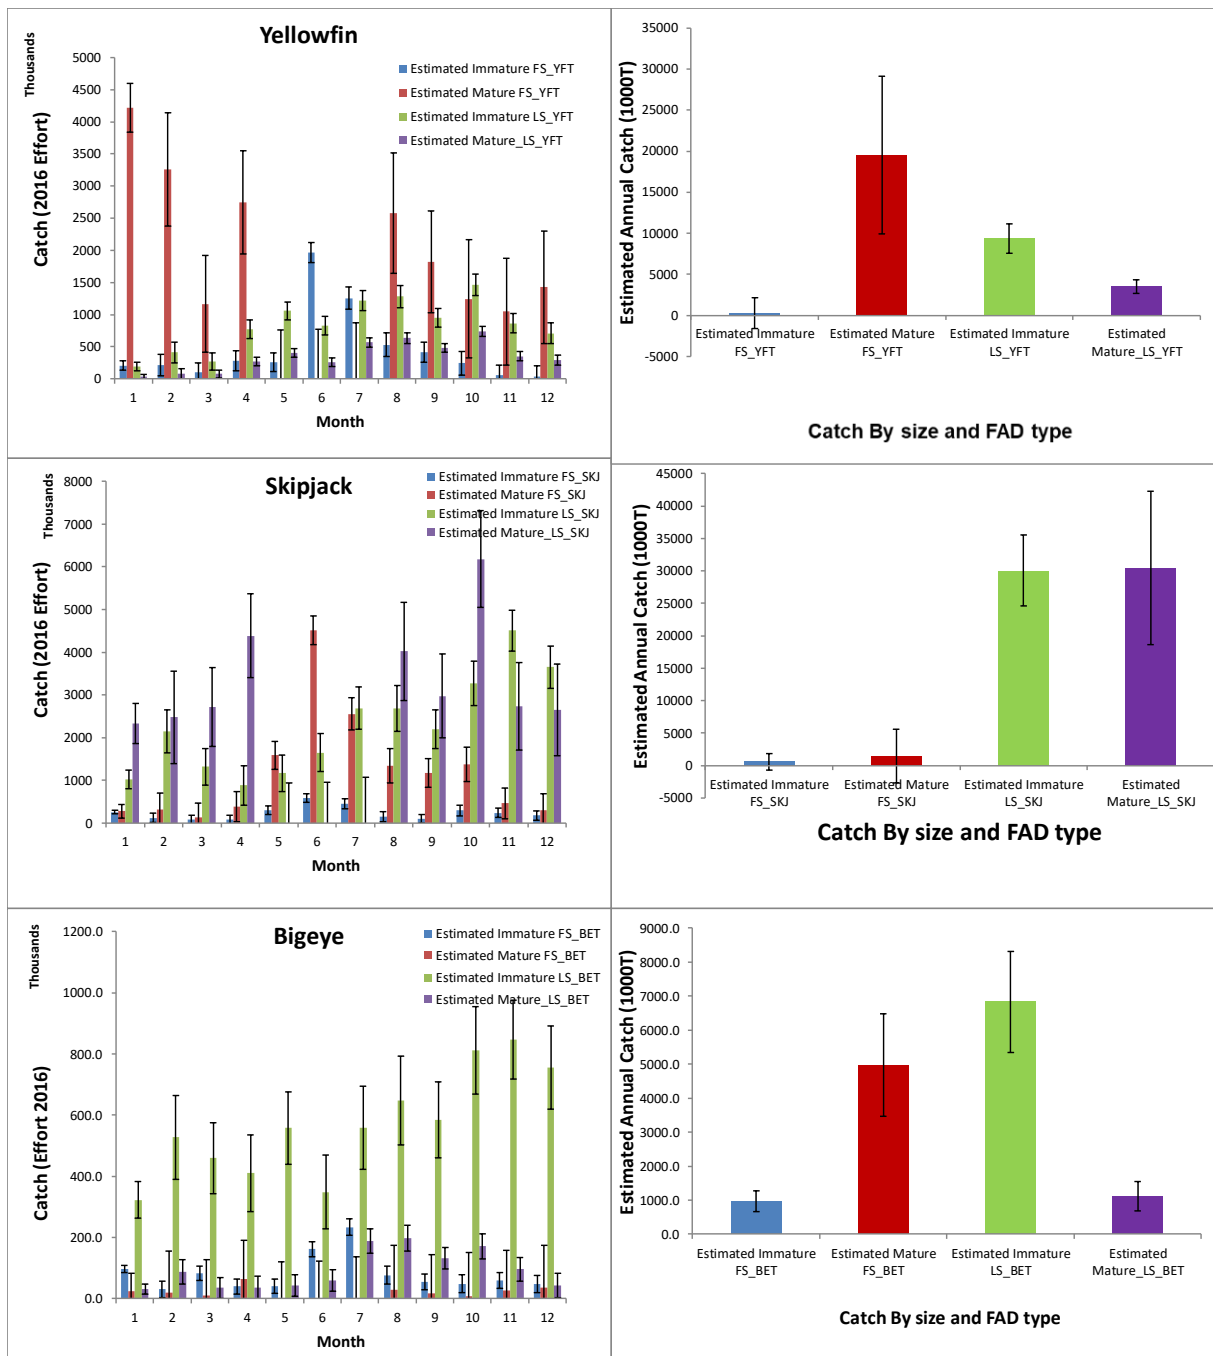 Yellowfin
Thousands
Catch (2016 Effort)
5000
4500
4000
3500
3000
2500
2000
1500
1000
500
0
Estimated Immature FS_YFT
Estimated Mature FS_YFT
Estimated Immature LS_YFT
Estimated Mature_LS_YFT
1 2 3 4 5 6 7 8 9 10 11 12
Month
Estimated Annual Catch (1000T)
35000
30000
25000
20000
15000
10000
5000
0
-5000
Estimated Immature FS_YFT
Estimated Mature FS_YFT
Estimated Immature LS_YFT
Estimated Mature_LS_YFT
Catch By size and FAD type
Skipjack
Thousands
Catch (2016 Effort)
8000
7000
6000
5000
4000
3000
2000
1000
0
Estimated Immature FS_SKJ
Estimated Mature FS_SKJ
Estimated Immature LS_SKJ
Estimated Mature_LS_SKJ
1 2 3 4 5 6 7 8 9 10 11 12
Month
Estimated Annual Catch (1000T)
45000
40000
35000
30000
25000
20000
15000
10000
5000
0
-5000
Estimated Immature FS_SKJ
Estimated Mature FS_SKJ
Estimated Immature LS_SKJ
Estimated Mature_LS_SKJ
Catch By size and FAD type
Bigeye
Thousands
Catch (Effort 2016)
1200.0
1000.0
800.0
600.0
400.0
200.0
0.0
Estimated Immature FS_BET
Estimated Mature FS_BET
Estimated Immature LS_BET
Estimated Mature_LS_BET
1 2 3 4 5 6 7 8 9 10 11 12
Month
Estimated Annual Catch (1000T)
9000.0
8000.0
7000.0
6000.0
5000.0
4000.0
3000.0
2000.0
1000.0
0.0
Estimated Immature FS_BET
Estimated Mature FS_BET
Estimated Immature LS_BET
Estimated Mature_LS_BET
Catch By size and FAD type